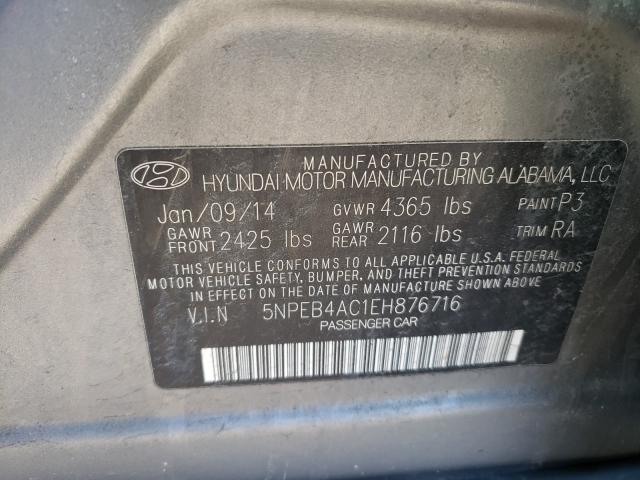 MANUFACTURED BY
HYUNDAI MOTOR MANUFACTURING ALABAMA, LLC
Jan/09/14 GVWR 4365 lbs PAINT P3
GAWR FRONT 2425 lbs GAWR REAR 2116 lbs TRIM RA
THIS VEHICLE CONFORMS TO ALL APPLICABLE U.S.A. FEDERAL
MOTOR VEHICLE SAFETY, BUMPER, AND THEFT PREVENTION STANDARDS
IN EFFECT ON THE DATE OF MANUFACTURE SHOWN ABOVE.
V.I.N 5NPEB4AC1EH876716
PASSENGER CAR